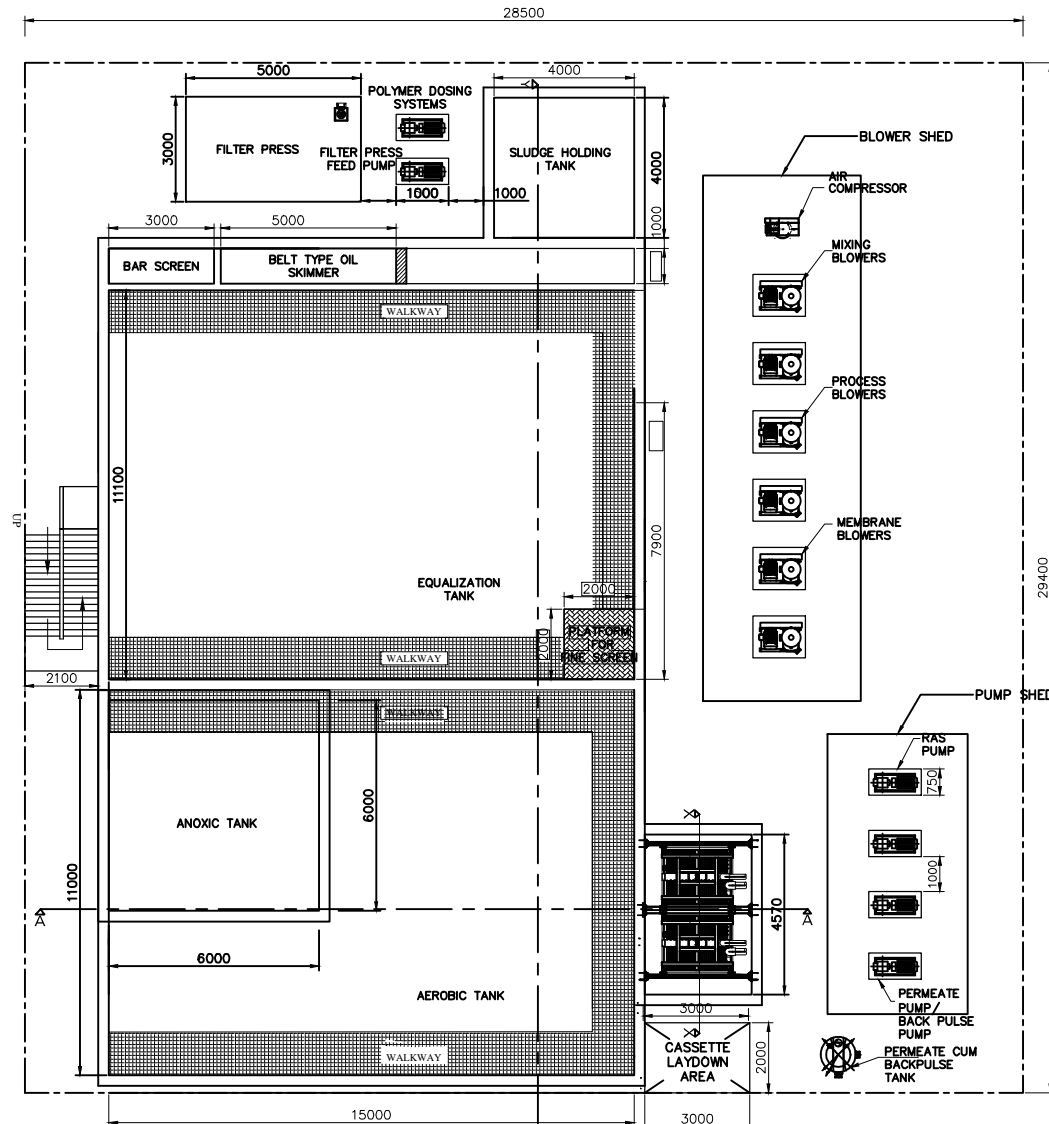 28500
5000
4000
POLYMER DOSING
SYSTEMS
3000
FILTER PRESS
FILTER PRESS
FEED PUMP
SLUDGE HOLDING
TANK
4000
1600
1000
BLOWER SHED
AIR
COMPRESSOR
3000
5000
1000
BAR SCREEN
BELT TYPE OIL
SKIMMER
MIXING
BLOWERS
WALKWAY
PROCESS
BLOWERS
11100
7900
UP
MEMBRANE
BLOWERS
29400
EQUALIZATION
TANK
2000
2000
PLATFORM
FOR
FINE SCREEN
WALKWAY
2100
WALKWAY
PUMP SHED
RAS
PUMP
750
6000
ANOXIC TANK
X
1000
11000
4570
A
A
6000
AEROBIC TANK
PERMEATE
PUMP/
BACK PULSE
PUMP
3000
X
CASSETTE
LAYDOWN
AREA
2000
WALKWAY
PERMEATE CUM
BACKPULSE
TANK
15000
3000